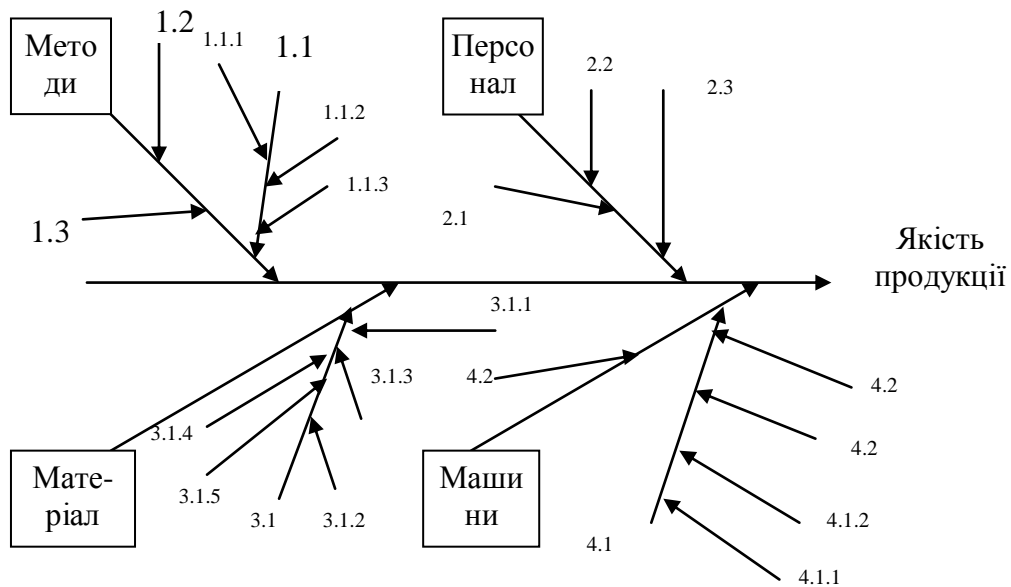 Мето
ди
1.2
1.1.1
1.1
1.1.2
1.1.3
1.3
Персо
нал
2.2
2.3
2.1
Якість
продукції
3.1.1
3.1.3
3.1.4
3.1.5
3.1
3.1.2
Мате-
ріал
4.2
4.2
4.2
4.1.2
4.1.1
4.1
Маши
ни